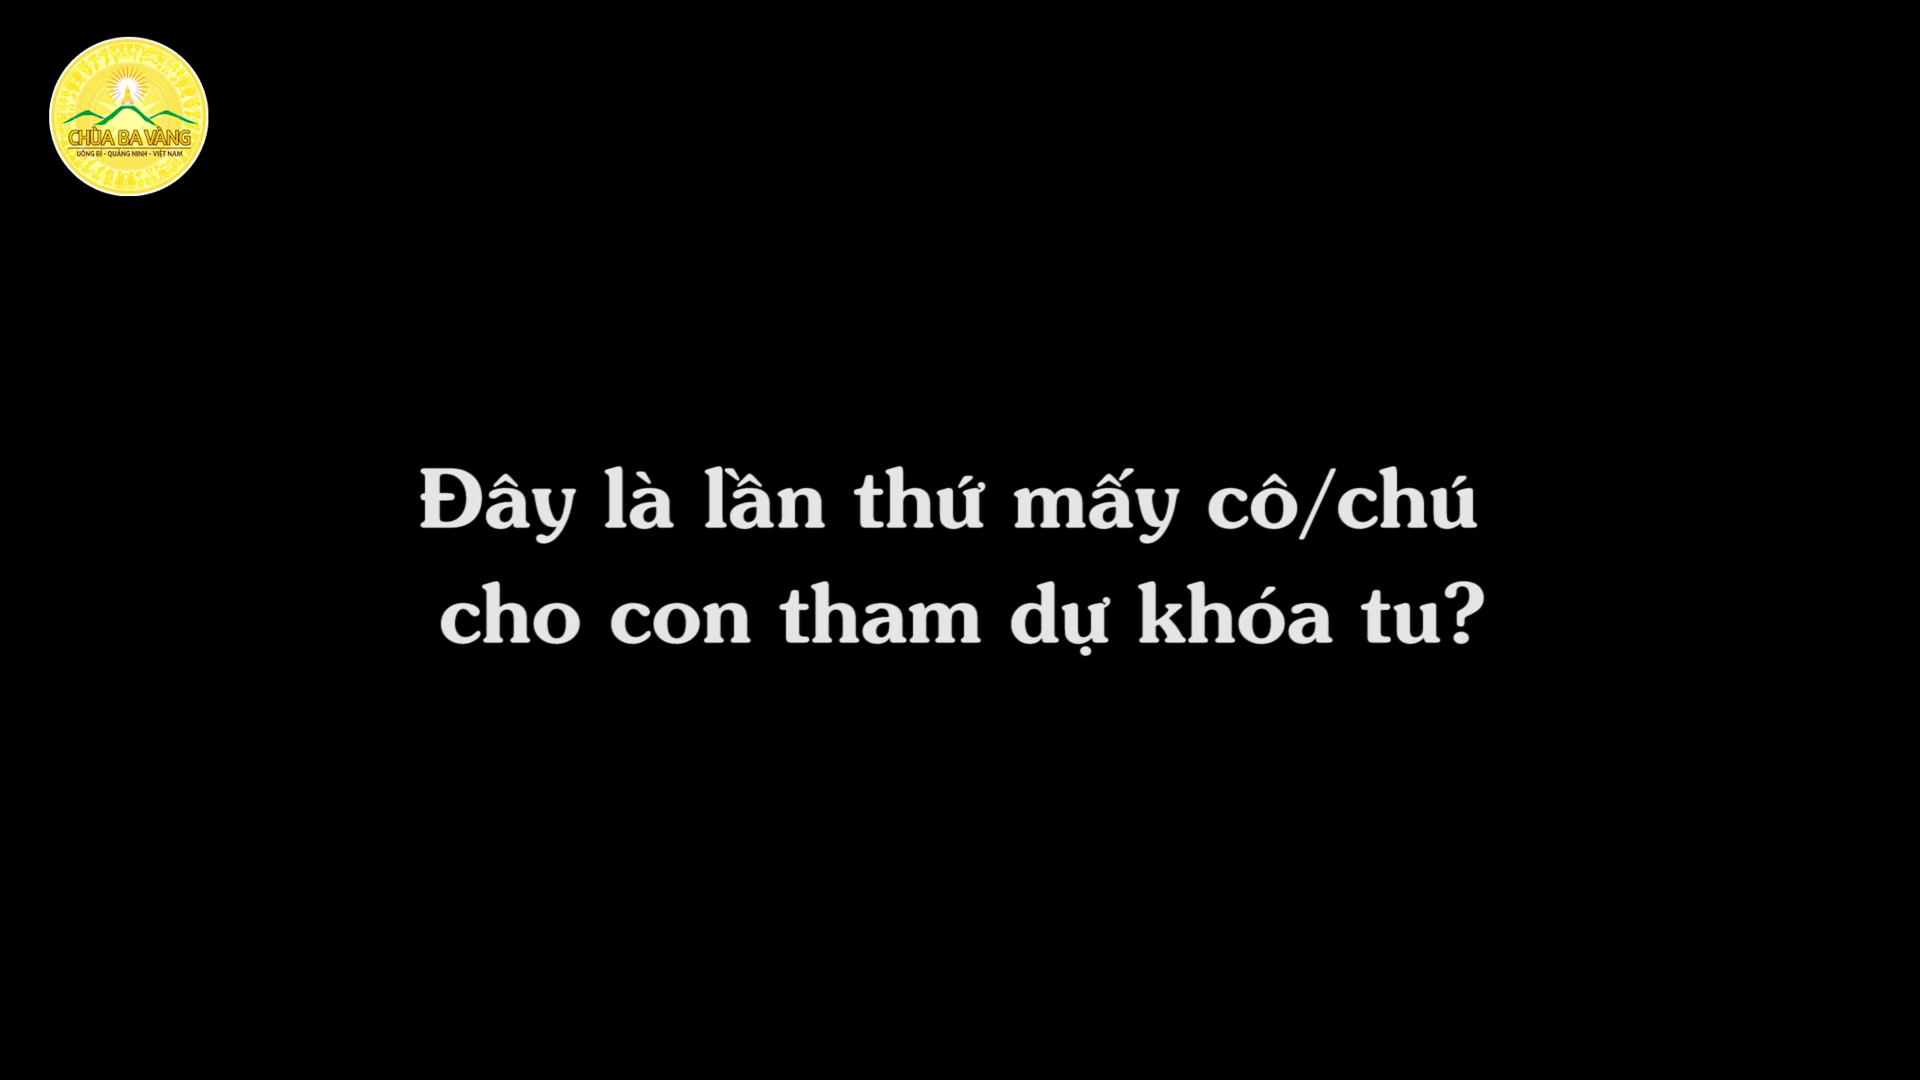 CHÙA BA VÀNG
UÔNG BÍ - QUẢNG NINH - VIỆT NAM
Đây là lần thứ mấy cô/chú
cho con tham dự khóa tu?